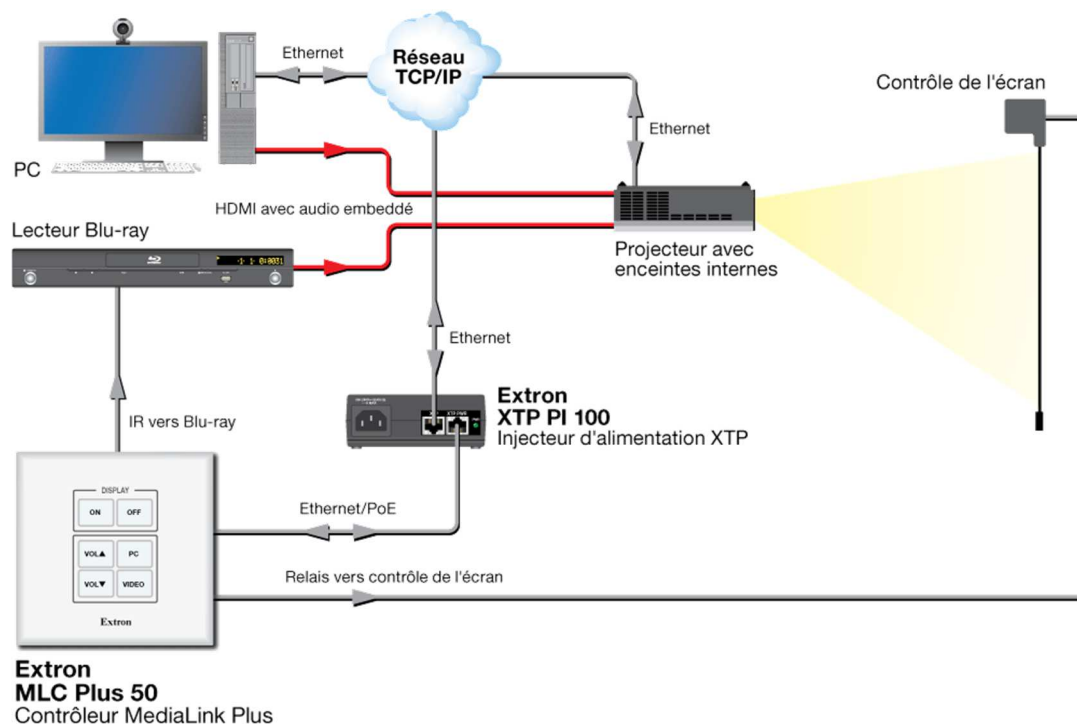 Ethernet
Réseau
TCP/IP
Contrôle de l'écran
Ethernet
PC
HDMI avec audio embeddé
Lecteur Blu-ray
Projecteur avec
enceintes internes
Ethernet
Extron
XTP PI 100
Injecteur d'alimentation XTP
XTP PWR
IR vers Blu-ray
DISPLAY
ON OFF
VOL▲ PC
VOL▼ VIDEO
Extron
Ethernet/PoE
Relais vers contrôle de l'écran
Extron
MLC Plus 50
Contrôleur MediaLink Plus